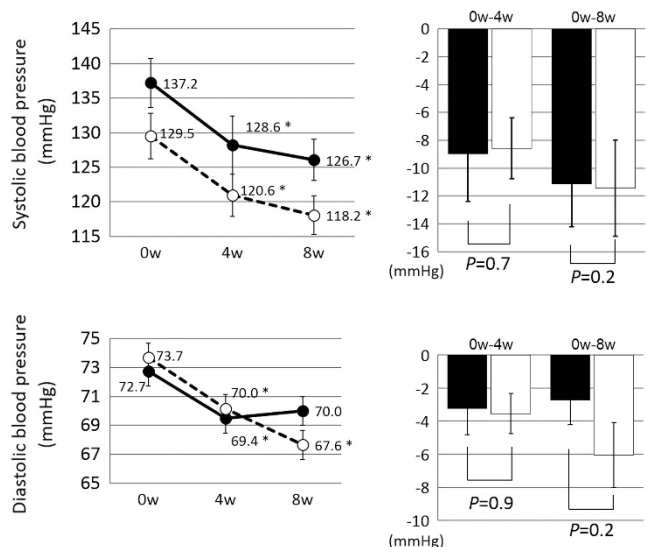 Systolic blood pressure
(mmHg)
145
140
135
130
125
120
115
137.2
129.5
128.6 *
120.6 *
126.7 *
118.2 *
0w
4w
8w
0w-4w
0w-8w
0
-2
-4
-6
-8
-10
-12
-14
-16
(mmHg)
P=0.7
P=0.2
Diastolic blood pressure
(mmHg)
75
73
71
69
67
65
73.7
72.7
70.0 *
69.4 *
70.0
67.6 *
0w
4w
8w
0w-4w
0w-8w
0
-2
-4
-6
-8
-10
P=0.9
P=0.2